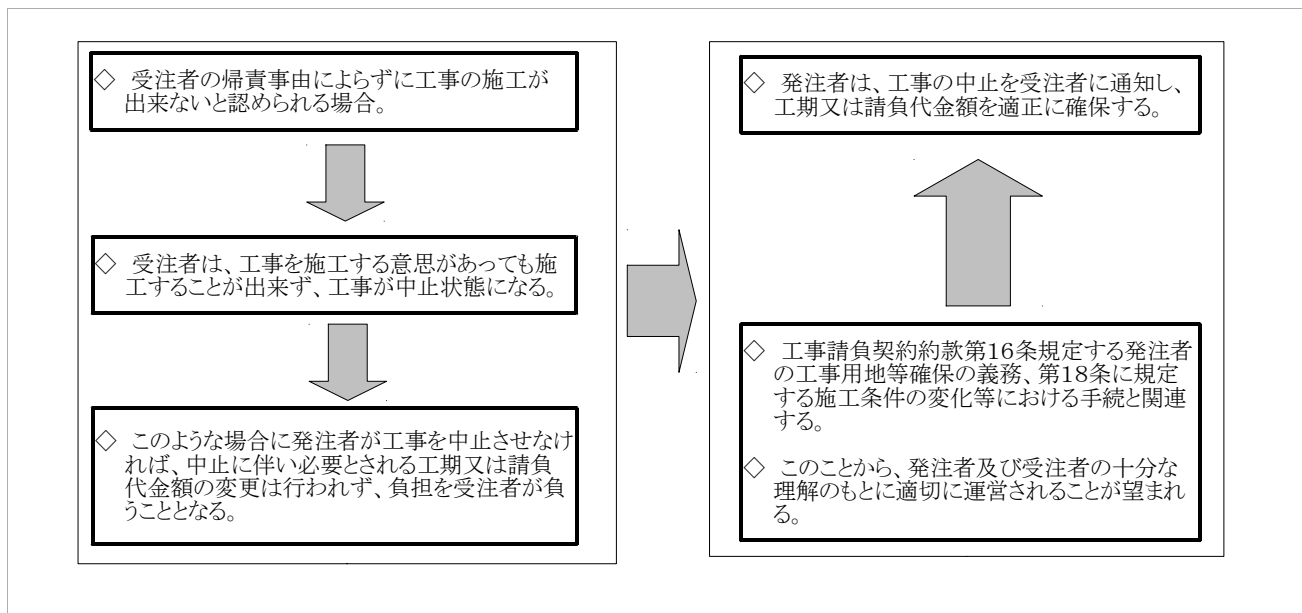 ◇ 受注者の帰責事由によらずに工事の施工が
出来ないと認められる場合。
◇ 受注者は、工事を施工する意思があっても施
工することが出来ず、工事が中止状態になる。
◇ このような場合に発注者が工事を中止させなけ
れば、中止に伴い必要とされる工期又は請負
代金額の変更は行われず、負担を受注者が負
うこととなる。
◇ 発注者は、工事の中止を受注者に通知し、
工期又は請負代金額を適正に確保する。
◇ 工事請負契約約款第16条規定する発注者
の工事用地等確保の義務、第18条に規定
する施工条件の変化等における手続と関連
する。
◇ このことから、発注者及び受注者の十分な
理解のもとに適切に運営されることが望まれ
る。